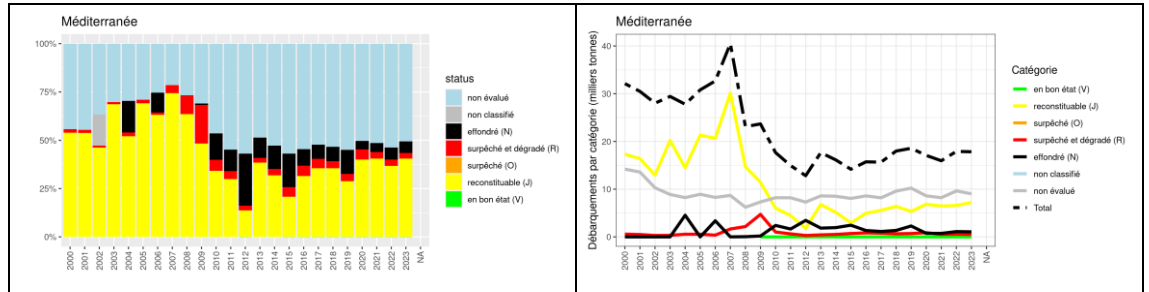 Méditerranée
100%
75%
50%
25%
0%
2000
2001
2002
2003
2004
2005
2006
2007
2008
2009
2010
2011
2012
2013
2014
2015
2016
2017
2018
2019
2020
2021
2022
2023
NA
status
non évalué
non classifié
effondré (N)
surpêché et dégradé (R)
surpêché (O)
reconstituable (J)
en bon état (V)
Méditerranée
Débarquements par catégorie (milliers tonnes)
40
30
20
10
0
2000
2001
2002
2003
2004
2005
2006
2007
2008
2009
2010
2011
2012
2013
2014
2015
2016
2017
2018
2019
2020
2021
2022
2023
NA
Catégorie
en bon état (V)
reconstituable (J)
surpêché (O)
surpêché et dégradé (R)
effondré (N)
non classifié
non évalué
Total